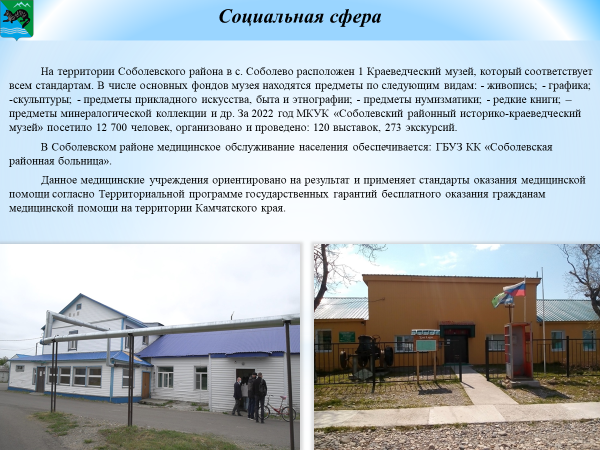 Социальная сфера
На территории Соболевского района в с. Соболево расположен 1 Краеведческий музей, который соответствует
всем стандартам. В числе основных фондов музея находятся предметы по следующим видам: - живопись; - графика;
-скульптуры; - предметы прикладного искусства, быта и этнографии; - предметы нумизматики; - редкие книги; –
предметы минералогической коллекции и др. За 2022 год МКУК «Соболевский районный историко-краеведческий
музей» посетило 12 700 человек, организовано и проведено: 120 выставок, 273 экскурсий.
В Соболевском районе медицинское обслуживание населения обеспечивается: ГБУЗ КК «Соболевская
районная больница».
Данное медицинские учреждения ориентировано на результат и применяет стандарты оказания медицинской
помощи согласно Территориальной программе государственных гарантий бесплатного оказания гражданам
медицинской помощи на территории Камчатского края.